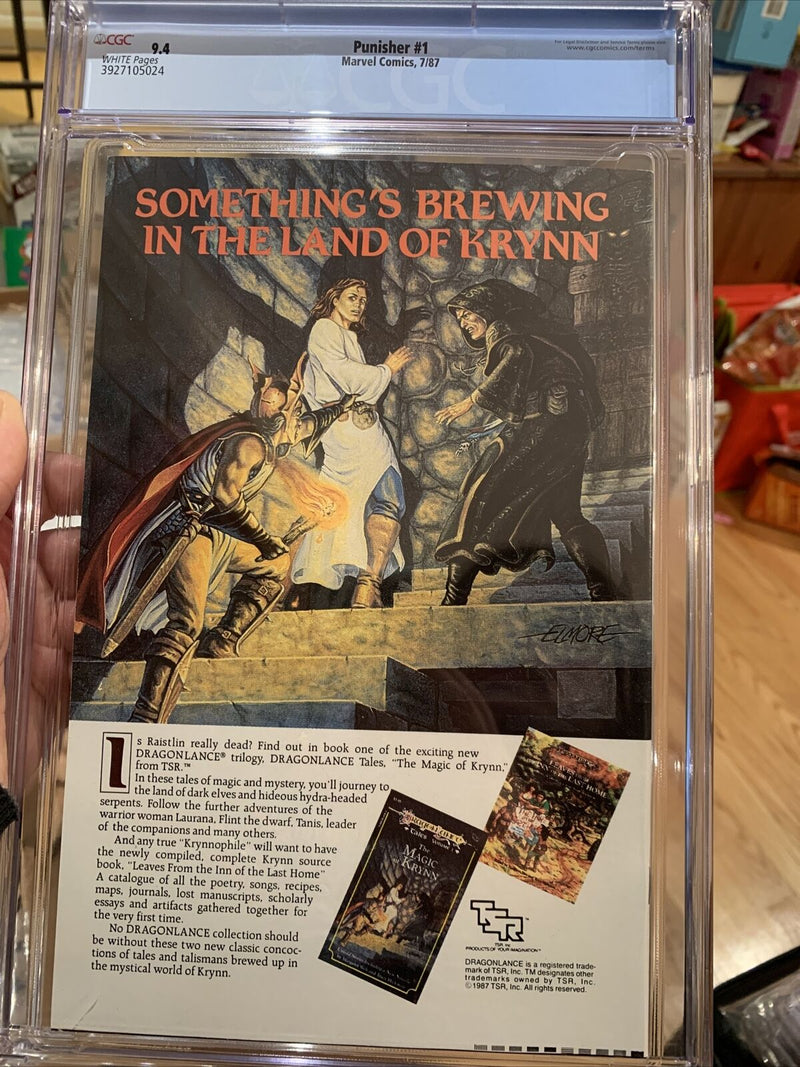 CGC
9.4
WHITE Pages
3927105024
Punisher #1
Marvel Comics, 7/87
www.cgccomics.com/terms
CGC
SOMETHING'S BREWING
IN THE LAND OF KRYNN
ELMORE
Is Raistlin really dead? Find out in book one of the exciting new
DRAGONLANCE® trilogy, DRAGONLANCE Tales, "The Magic of Krynn,"
from TSR.™
In these tales of magic and mystery, you'll journey to
the land of dark elves and hideous hydra-headed
serpents. Follow the further adventures of the
warrior woman Laurana, Flint the dwarf, Tanis, leader
of the companions and many others.
And any true "Krynnophile" will want to have
the newly compiled, complete Krynn source
book, "Leaves From the Inn of the Last Home"
A catalogue of all the poetry, songs, recipes,
maps, journals, lost manuscripts, scholarly
essays and artifacts gathered together for
the very first time.
No DRAGONLANCE collection should
be without these two new classic concoc-
tions of tales and talismans brewed up in
the mystical world of Krynn.
The
MAGIC
KRYNN
TSR
TSR, Inc.
PRODUCTS OF YOUR IMAGINATION™
DRAGONLANCE is a registered trade-
mark of TSR, Inc. TM designates other
trademarks owned by TSR, Inc.
©1987 TSR, Inc. All rights reserved.